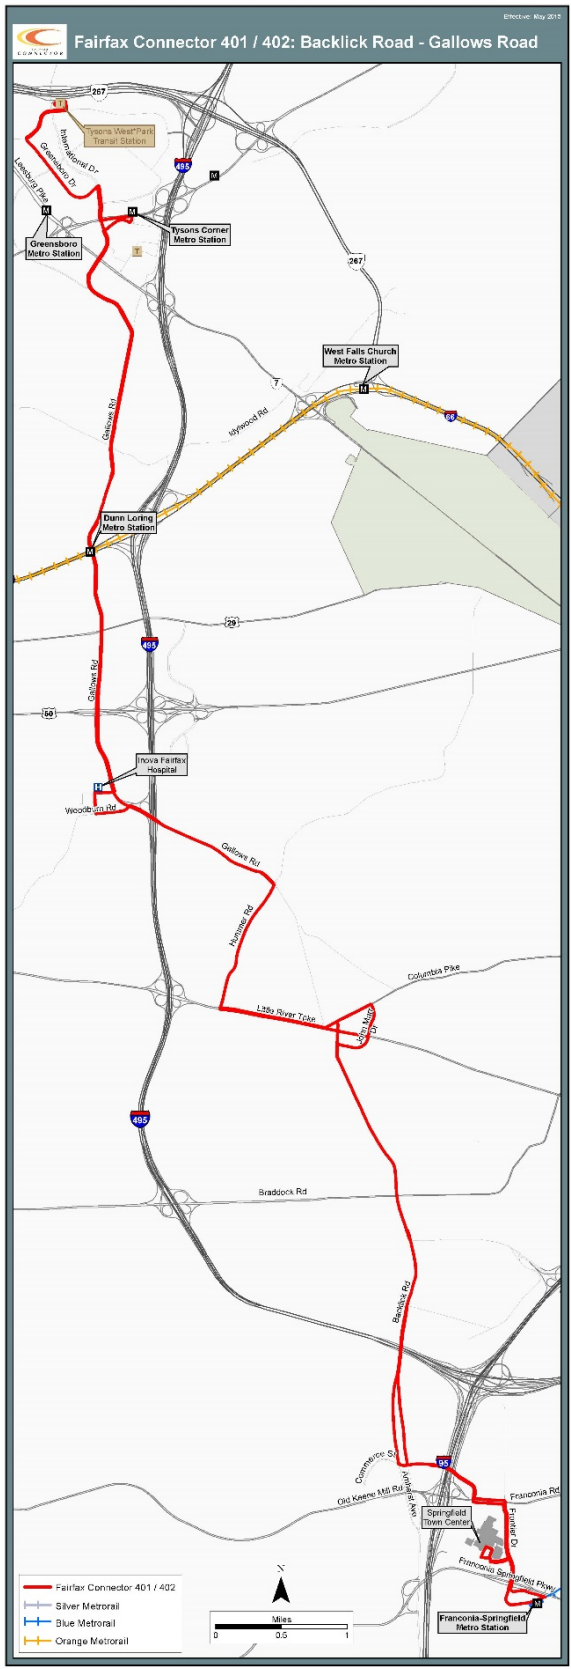 Effective: May 2015
CONNECTOR
Fairfax Connector 401 / 402: Backlick Road - Gallows Road
267
T
Tysons West*Park
Transit Station
International Dr
Greensboro Dr
495
Leesburg Pike
M
M
M
Greensboro
Metro Station
Tysons Corner
Metro Station
T
267
West Falls Church
Metro Station
7
M
66
Idylwood Rd
Gallows Rd
Dunn Loring
Metro Station
M
29
495
Gallows Rd
50
Inova Fairfax
Hospital
H
Woodburn Rd
Gallows Rd
Hummer Rd
Columbia Pike
Little River Tpke
John Marr
Dr
495
Braddock Rd
Backlick Rd
Commerce St
95
Amherst Ave
Old Keene Mill Rd
Franconia Rd
Springfield
Town Center
Frontier Dr
Franconia Springfield Pkwy
M
Franconia-Springfield
Metro Station
Fairfax Connector 401 / 402
Silver Metrorail
Blue Metrorail
Orange Metrorail
N
Miles
0 0.5 1